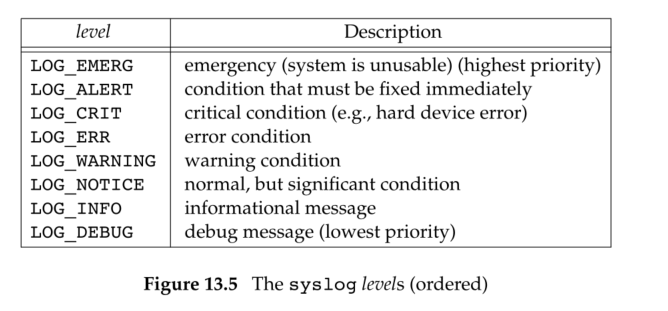 level Description
LOG_EMERG emergency (system is unusable) (highest priority)
LOG_ALERT condition that must be fixed immediately
LOG_CRIT critical condition (e.g., hard device error)
LOG_ERR error condition
LOG_WARNING warning condition
LOG_NOTICE normal, but significant condition
LOG_INFO informational message
LOG_DEBUG debug message (lowest priority)
Figure 13.5 The syslog levels (ordered)